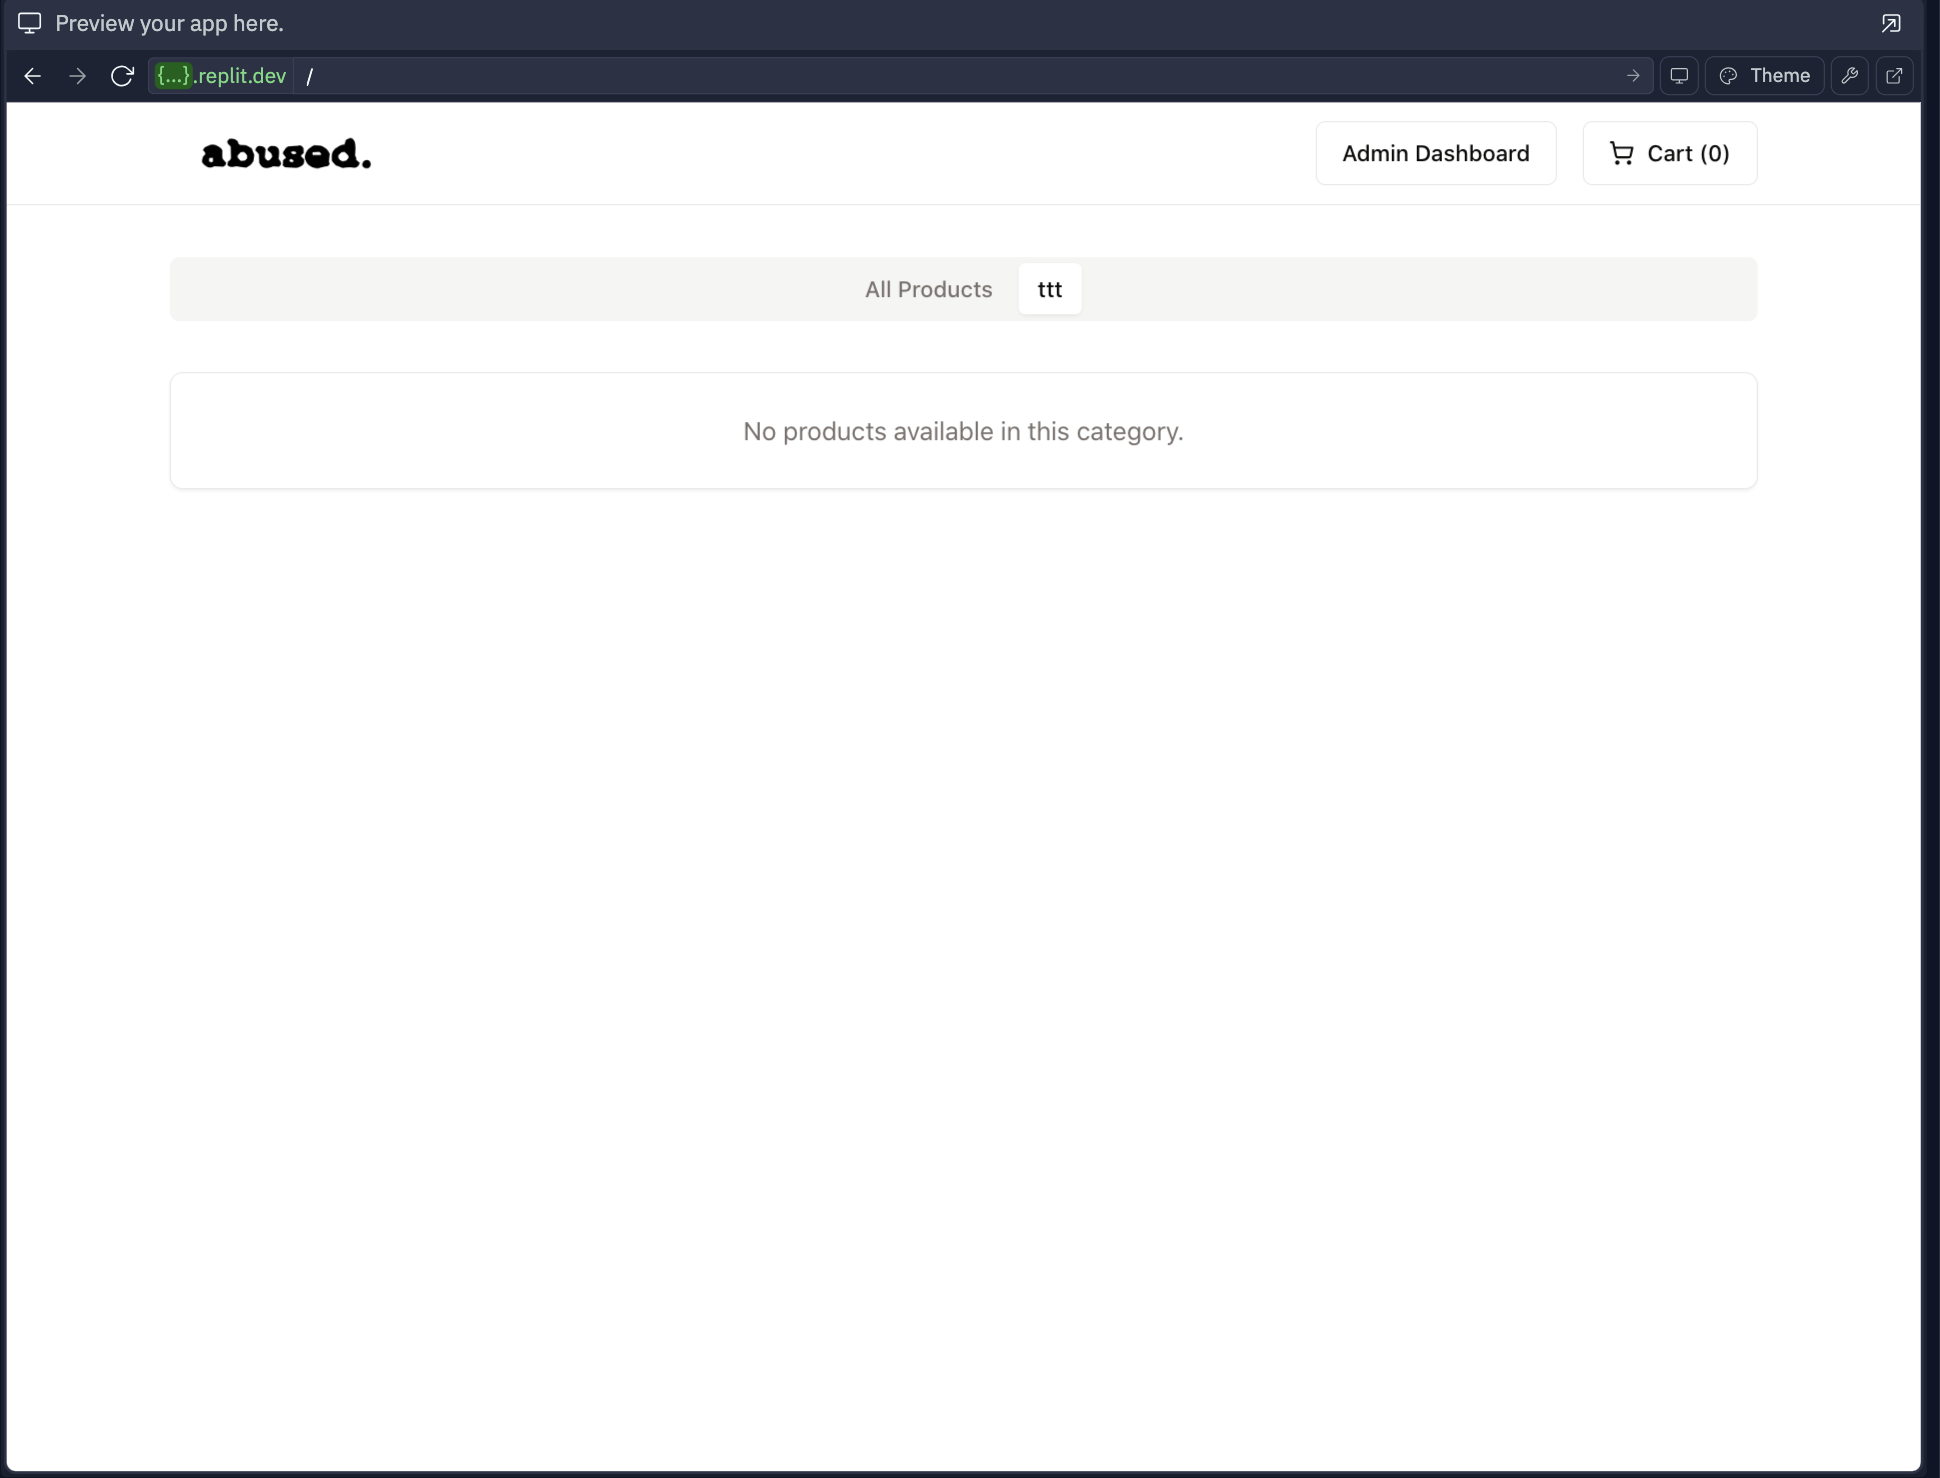 Preview your app here.
{...}.replit.dev /
Theme
abused.
Admin Dashboard
Cart (0)
All Products
ttt
No products available in this category.